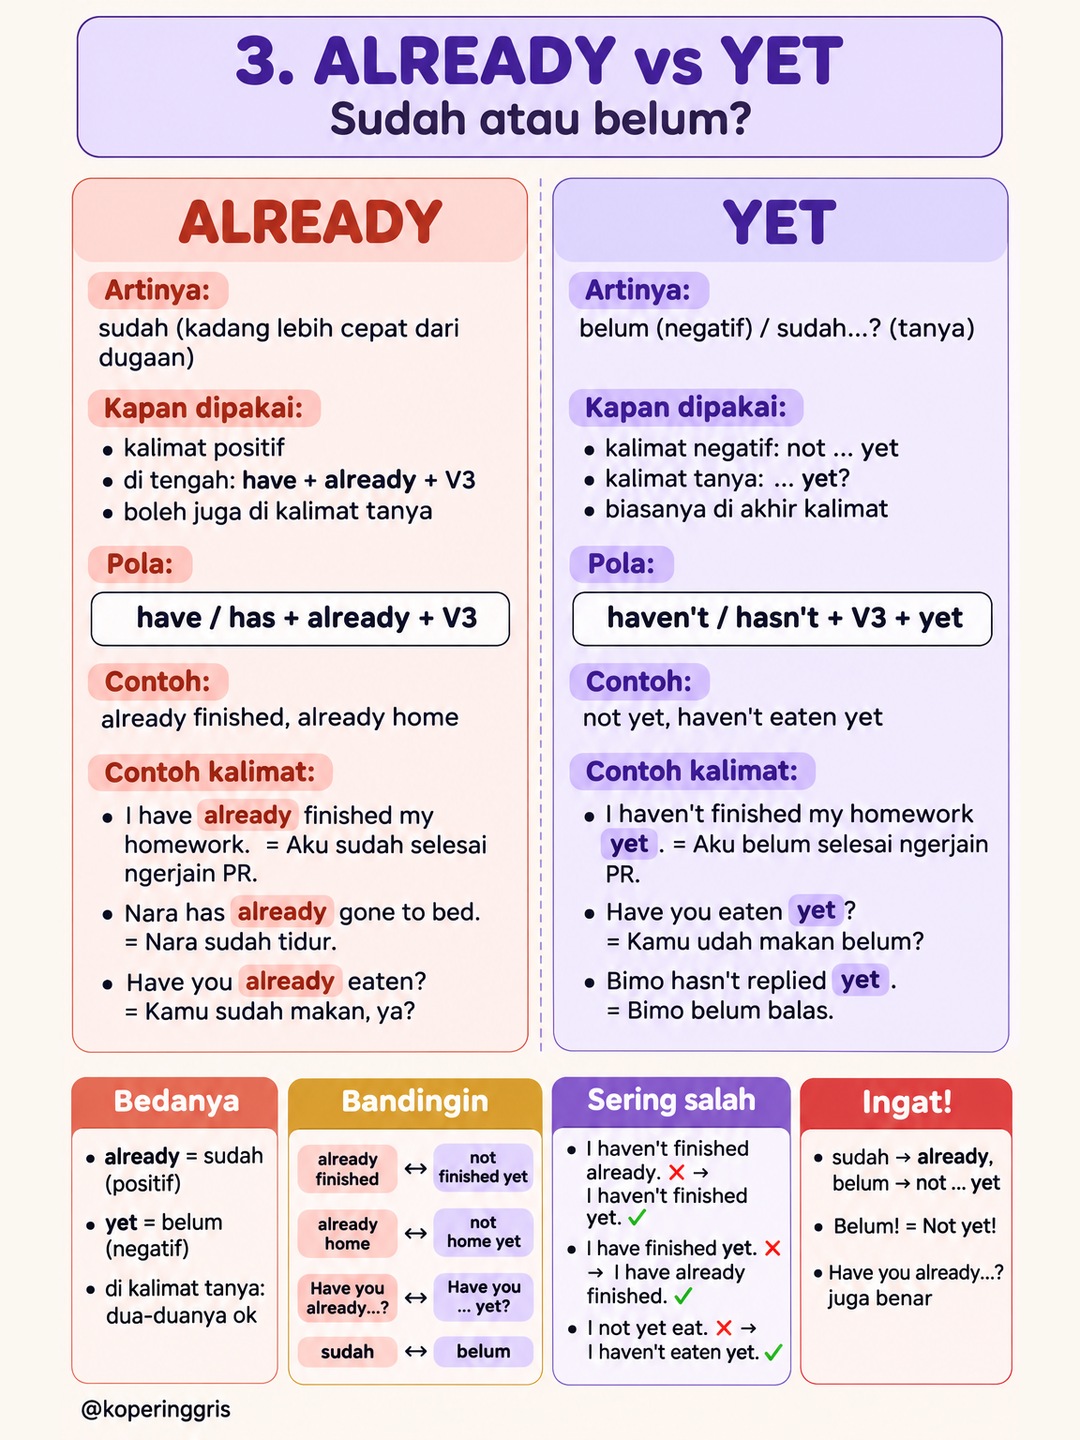 3. ALREADY vs YET
Sudah atau belum?
ALREADY
Artinya:
sudah (kadang lebih cepat dari
dugaan)
Kapan dipakai:
• kalimat positif
• di tengah: have + already + V3
• boleh juga di kalimat tanya
Pola:
have / has + already + V3
Contoh:
already finished, already home
Contoh kalimat:
• I have already finished my
homework. = Aku sudah selesai
ngerjain PR.
• Nara has already gone to bed.
= Nara sudah tidur.
• Have you already eaten?
= Kamu sudah makan, ya?
YET
Artinya:
belum (negatif) / sudah...? (tanya)
Kapan dipakai:
• kalimat negatif: not ... yet
• kalimat tanya: ... yet?
• biasanya di akhir kalimat
Pola:
haven't / hasn't + V3 + yet
Contoh:
not yet, haven't eaten yet
Contoh kalimat:
• I haven't finished my homework
yet . = Aku belum selesai ngerjain
PR.
• Have you eaten yet ?
= Kamu udah makan belum?
• Bimo hasn't replied yet .
= Bimo belum balas.
Bedanya
• already = sudah
(positif)
• yet = belum
(negatif)
• di kalimat tanya:
dua-duanya ok
Bandingin
already
finished
↔
not
finished yet
already
home
↔
not
home yet
Have you
already...?
↔
Have you
... yet?
sudah ↔ belum
Sering salah
• I haven't finished
already. ❌ →
I haven't finished
yet. ✓
• I have finished yet. ❌
→ I have already
finished. ✓
• I not yet eat. ❌ →
I haven't eaten yet. ✓
Ingat!
• sudah → already,
belum → not ... yet
• Belum! = Not yet!
• Have you already...?
juga benar
@koperinggris